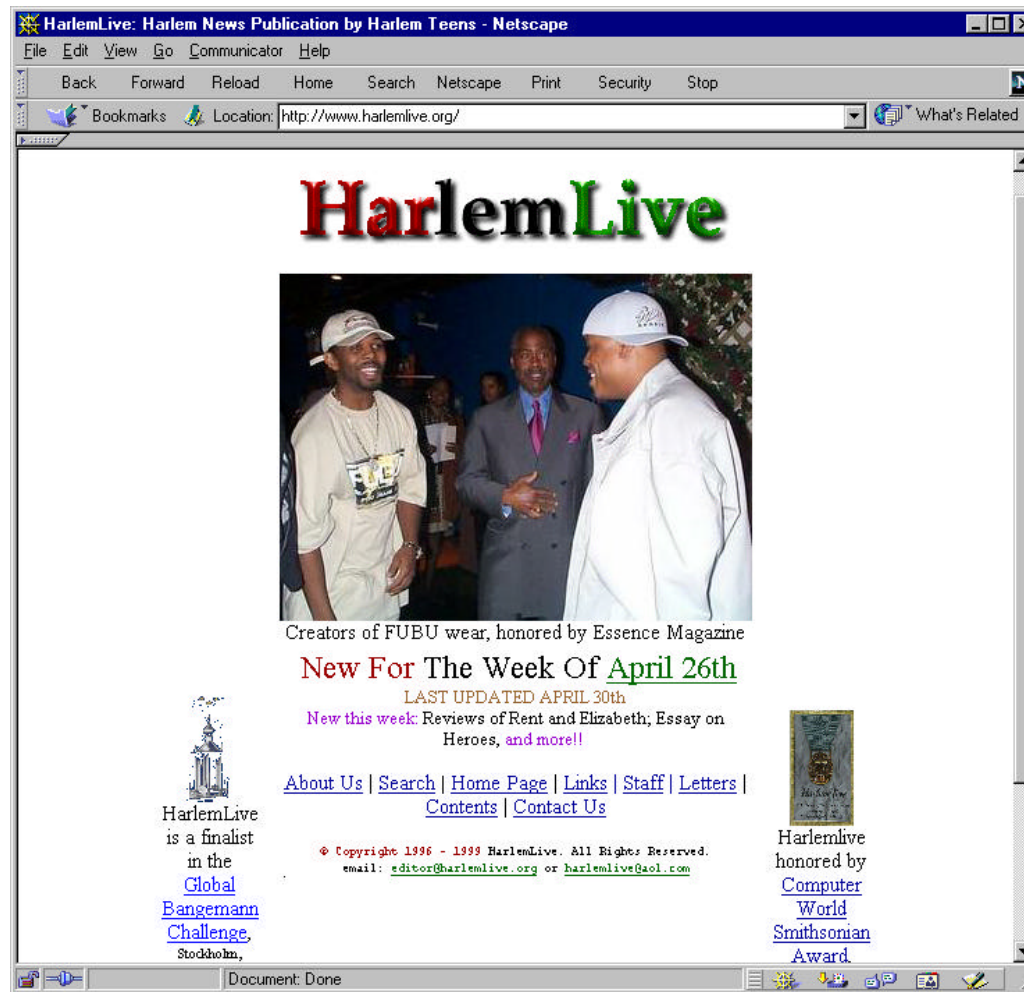 HarlemLive: Harlem News Publication by Harlem Teens - Netscape
File Edit View Go Communicator Help
Back Forward Reload Home Search Netscape Print Security Stop
Bookmarks Location: http://www.harlemlive.org/ What's Related
HarlemLive
Creators of FUBU wear, honored by Essence Magazine
New For The Week Of April 26th
LAST UPDATED APRIL 30th
New this week: Reviews of Rent and Elizabeth; Essay on
Heroes, and more!!
About Us | Search | Home Page | Links | Staff | Letters |
Contents | Contact Us
© Copyright 1996 - 1999 HarlemLive. All Rights Reserved.
email: editor@harlemlive.org or harlemlive@aol.com
HarlemLive
is a finalist
in the
Global
Bangemann
Challenge,
Stockholm,
Harlemlive
honored by
Computer
World
Smithsonian
Award.
Document: Done